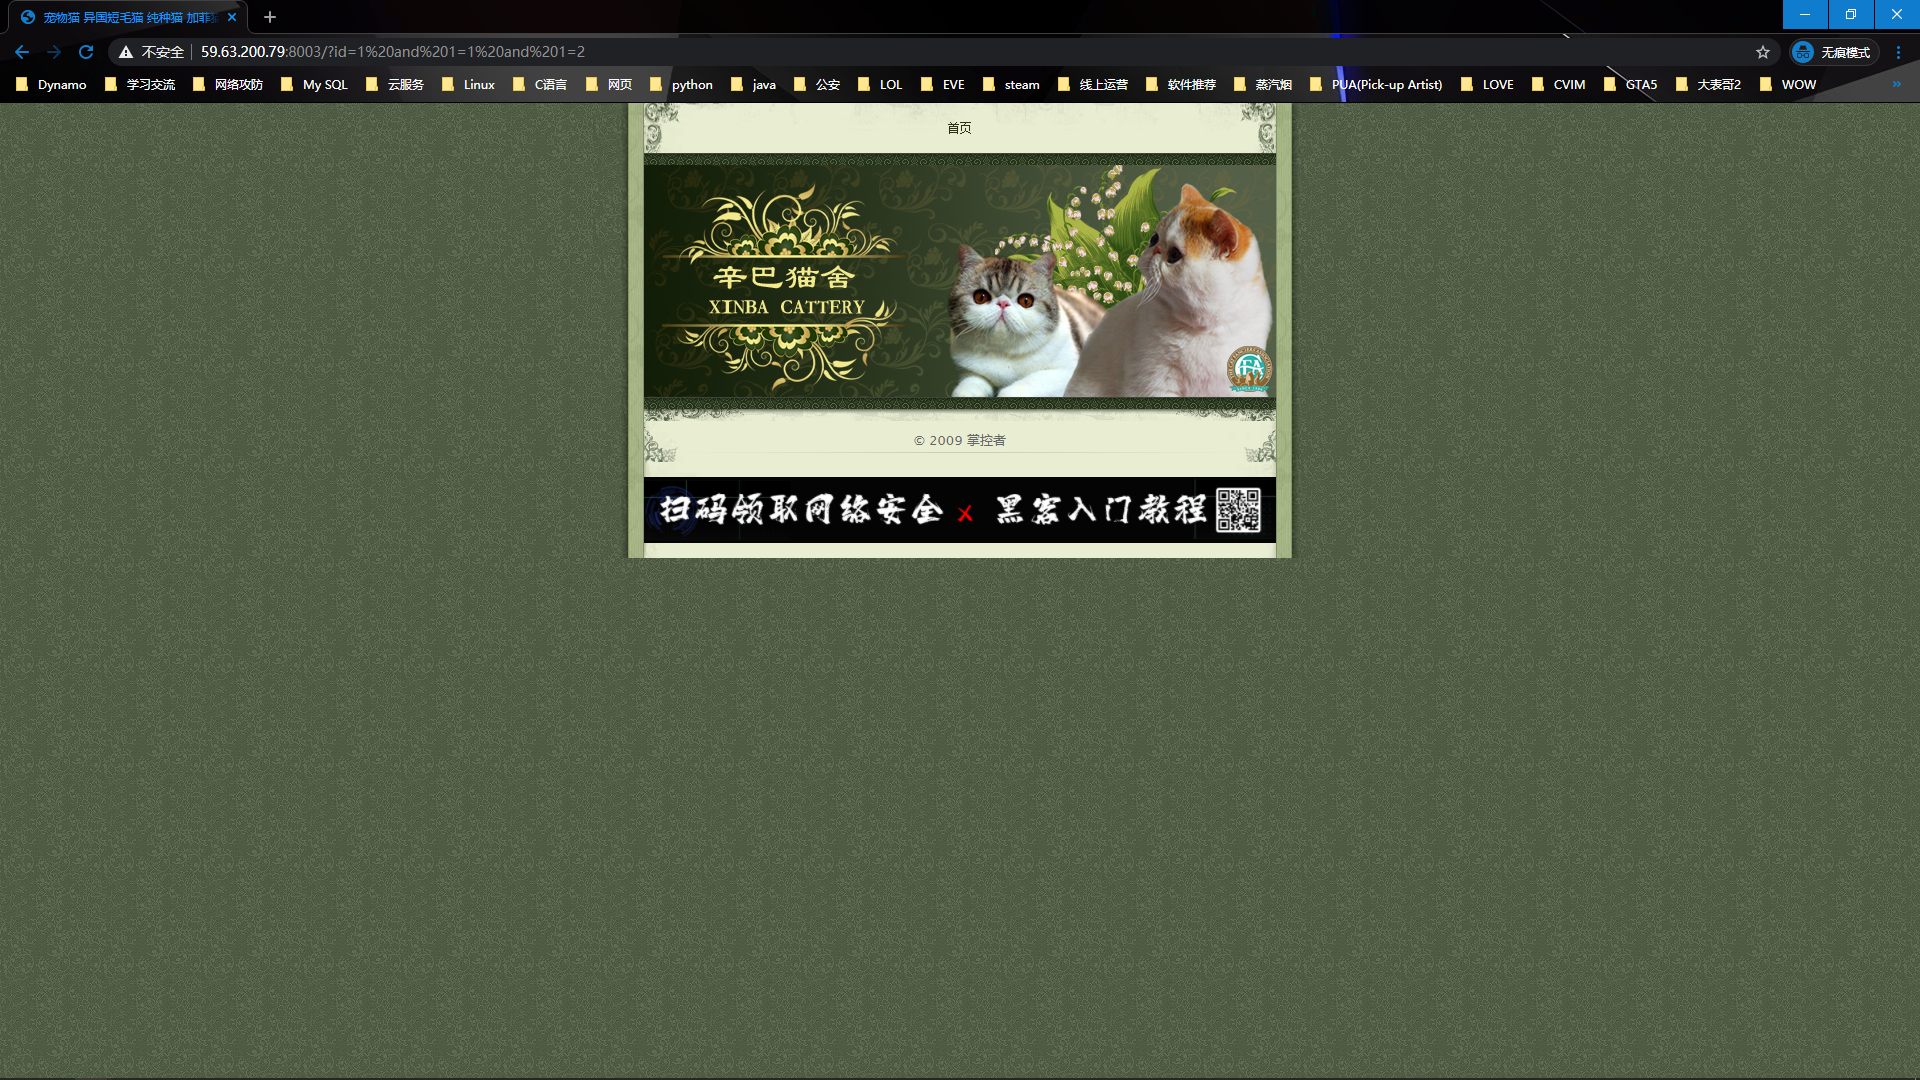 宠物猫 异国短毛猫 纯种猫 加菲猫
不安全 59.63.200.79:8003/?id=1%20and%201=1%20and%201=2 无痕模式
Dynamo 学习交流 网络攻防 My SQL 云服务 Linux C语言 网页 python java 公安 LOL EVE steam 线上运营 软件推荐 蒸汽烟 PUA(Pick-up Artist) LOVE CVIM GTA5 大表哥2 WOW
首页
辛巴猫舍
XINBA CATTERY
© 2009 掌控者
扫码领取网络安全 x 黑客入门教程